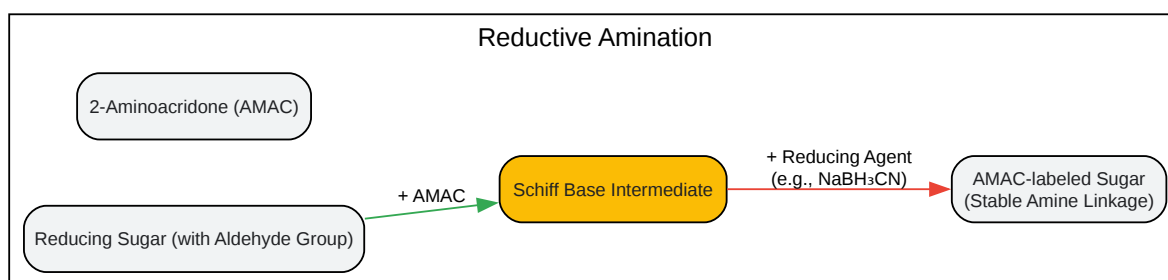 Reductive Amination
2-Aminoacridone (AMAC)
+ Reducing Agent
(e.g., NaBH₃CN)
+ AMAC
Schiff Base Intermediate
AMAC-labeled Sugar
(Stable Amine Linkage)
Reducing Sugar (with Aldehyde Group)